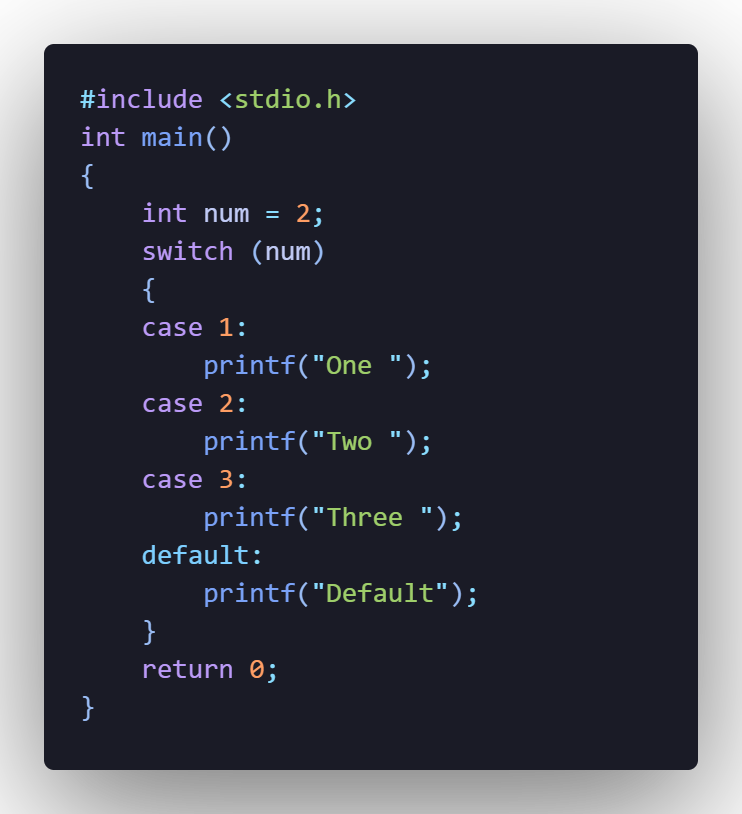 #include <stdio.h>
int main()
{
    int num = 2;
    switch (num)
    {
    case 1:
        printf("One ");
    case 2:
        printf("Two ");
    case 3:
        printf("Three ");
    default:
        printf("Default");
    }
    return 0;
}